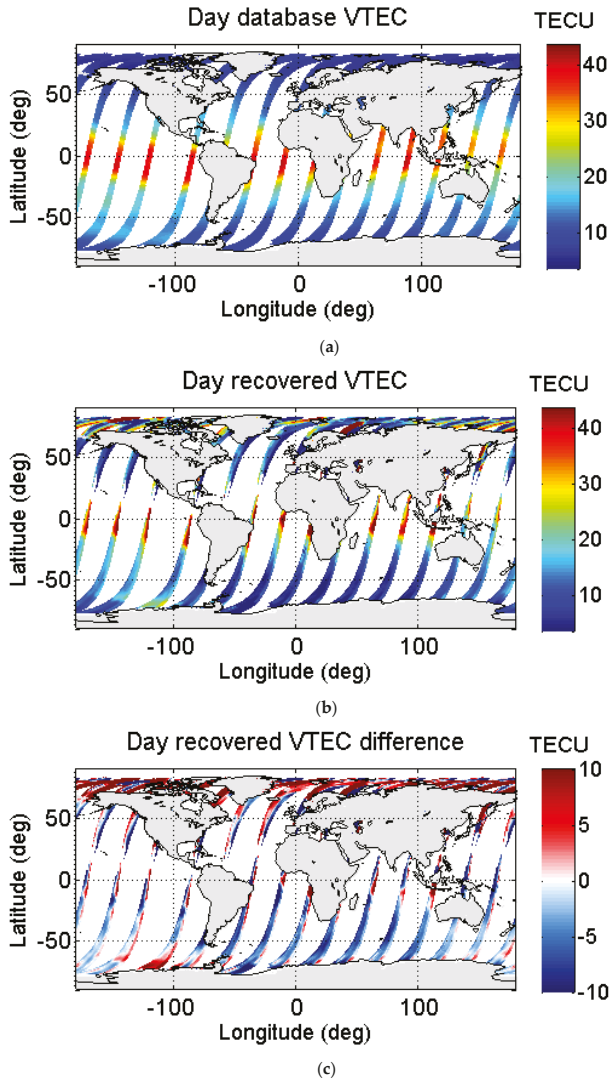 Day database VTEC
TECU
50
0
-50
-100
0
100
40
30
20
10
Latitude (deg)
Longitude (deg)
(a)
Day recovered VTEC
TECU
50
0
-50
-100
0
100
40
30
20
10
Latitude (deg)
Longitude (deg)
(b)
Day recovered VTEC difference
TECU
50
0
-50
-100
0
100
10
5
0
-5
-10
Latitude (deg)
Longitude (deg)
(c)